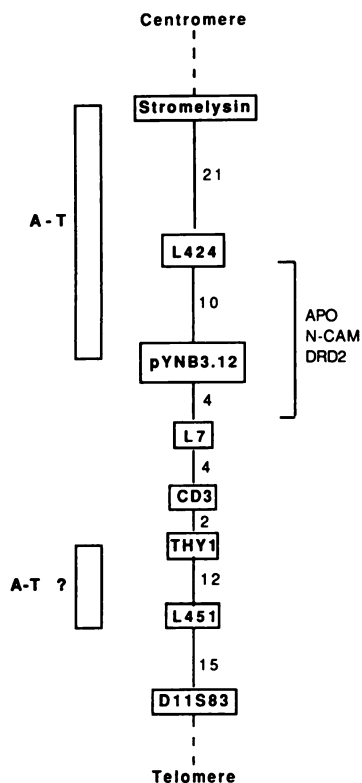 Centromere
Stromelysin
21
A-T
L424
10
APO
N-CAM
DRD2
pYNB3.12
4
L7
4
CD3
2
THY1
A-T ?
12
L451
15
D11S83
Telomere